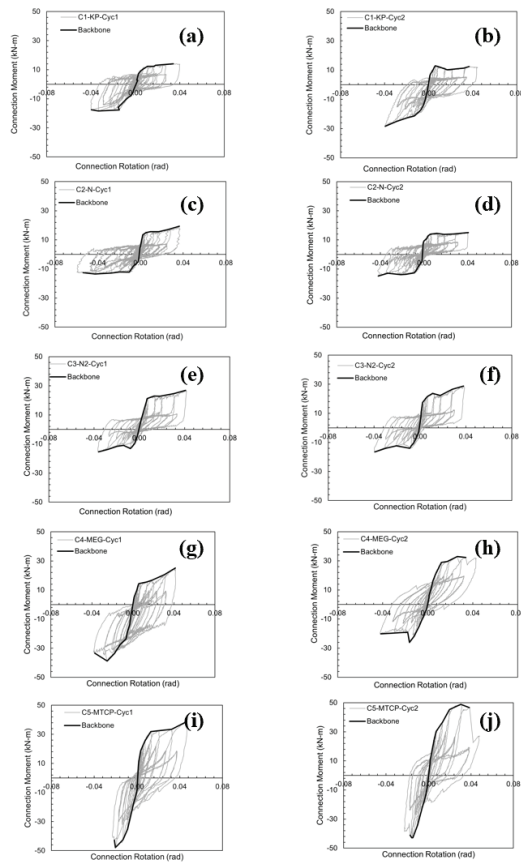 C1-KP-Cyc1
Backbone
(a)
Connection Moment (kN-m)
50
30
10
-10
-30
-50
-0.08 -0.04 0.00 0.04 0.08
Connection Rotation (rad)
C1-KP-Cyc2
Backbone
(b)
Connection Moment (kN-m)
50
30
10
-10
-30
-50
-0.08 -0.04 0.00 0.04 0.08
Connection Rotation (rad)
C2-N-Cyc1
Backbone
(c)
Connection Moment (kN-m)
50
30
10
-10
-30
-50
-0.08 -0.04 0.00 0.04 0.08
Connection Rotation (rad)
C2-N-Cyc2
Backbone
(d)
Connection Moment (kN-m)
50
30
10
-10
-30
-50
-0.08 -0.04 0.00 0.04 0.08
Connection Rotation (rad)
C3-N2-Cyc1
Backbone
(e)
Connection Moment (kN-m)
50
30
10
-10
-30
-50
-0.08 -0.04 0.00 0.04 0.08
Connection Rotation (rad)
C3-N2-Cyc2
Backbone
(f)
Connection Moment (kN-m)
50
30
10
-10
-30
-50
-0.08 -0.04 0.00 0.04 0.08
Connection Rotation (rad)
C4-MEG-Cyc1
Backbone
(g)
Connection Moment (kN-m)
50
30
10
-10
-30
-50
-0.08 -0.04 0.00 0.04 0.08
Connection Rotation (rad)
C4-MEG-Cyc2
Backbone
(h)
Connection Moment (kN-m)
50
30
10
-10
-30
-50
-0.08 -0.04 0.00 0.04 0.08
Connection Rotation (rad)
C5-MTCP-Cyc1
Backbone
(i)
Connection Moment (kN-m)
50
30
10
-10
-30
-50
-0.08 -0.04 0.00 0.04 0.08
Connection Rotation (rad)
C5-MTCP-Cyc2
Backbone
(j)
Connection Moment (kN-m)
50
30
10
-10
-30
-50
-0.08 -0.04 0.00 0.04 0.08
Connection Rotation (rad)